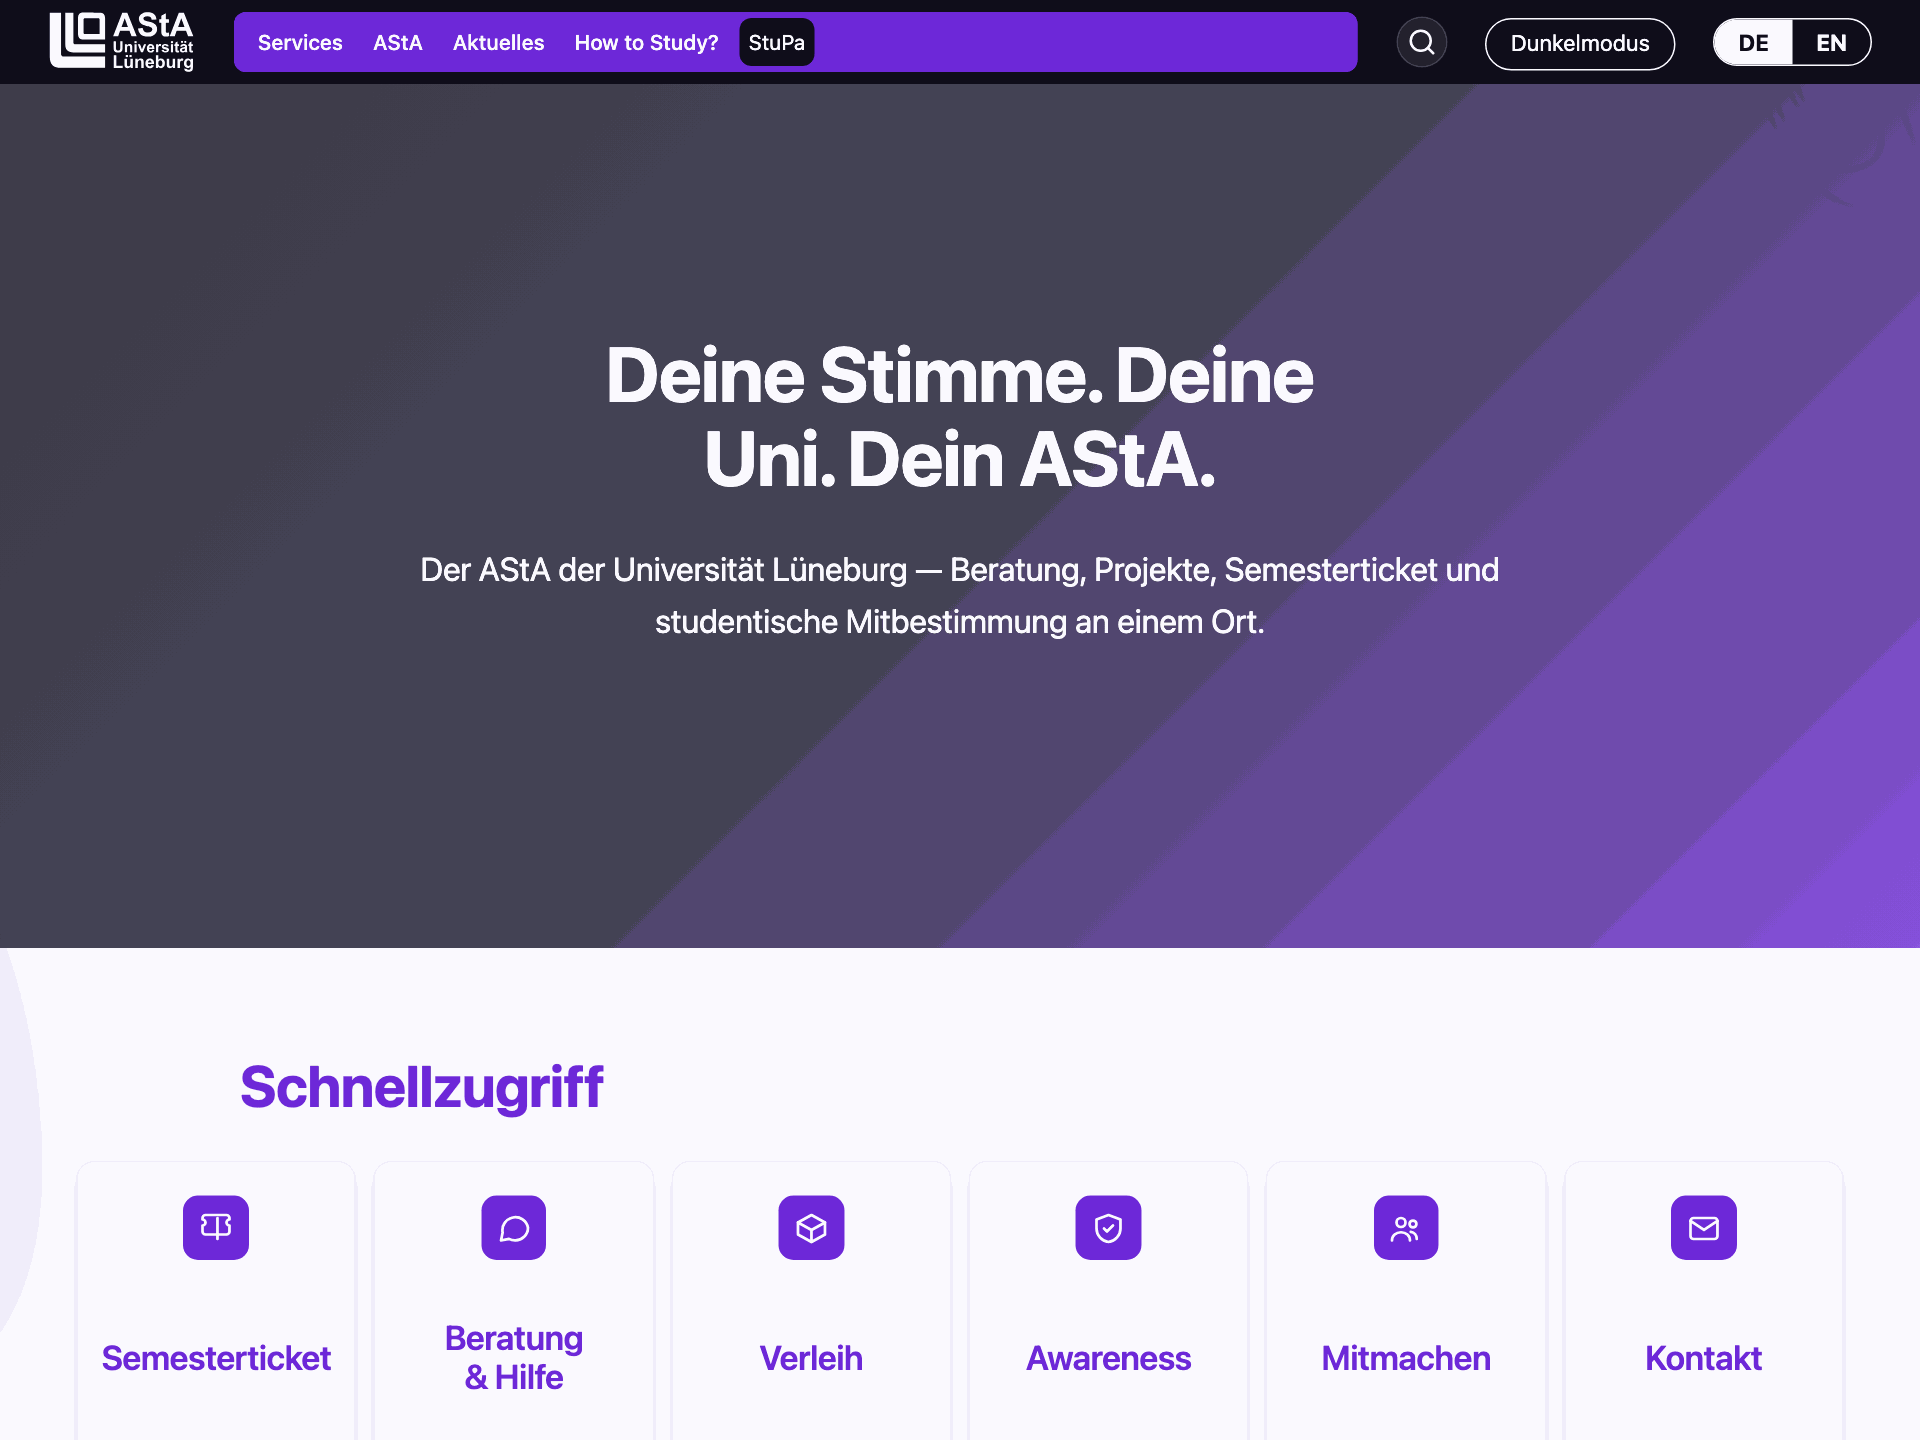 AStA
Universität
Lüneburg
Services AStA Aktuelles How to Study? StuPa
Dunkelmodus
DE EN
Deine Stimme. Deine
Uni. Dein AStA.
Der AStA der Universität Lüneburg — Beratung, Projekte, Semesterticket und
studentische Mitbestimmung an einem Ort.
Schnellzugriff
Semesterticket
Beratung
& Hilfe
Verleih
Awareness
Mitmachen
Kontakt